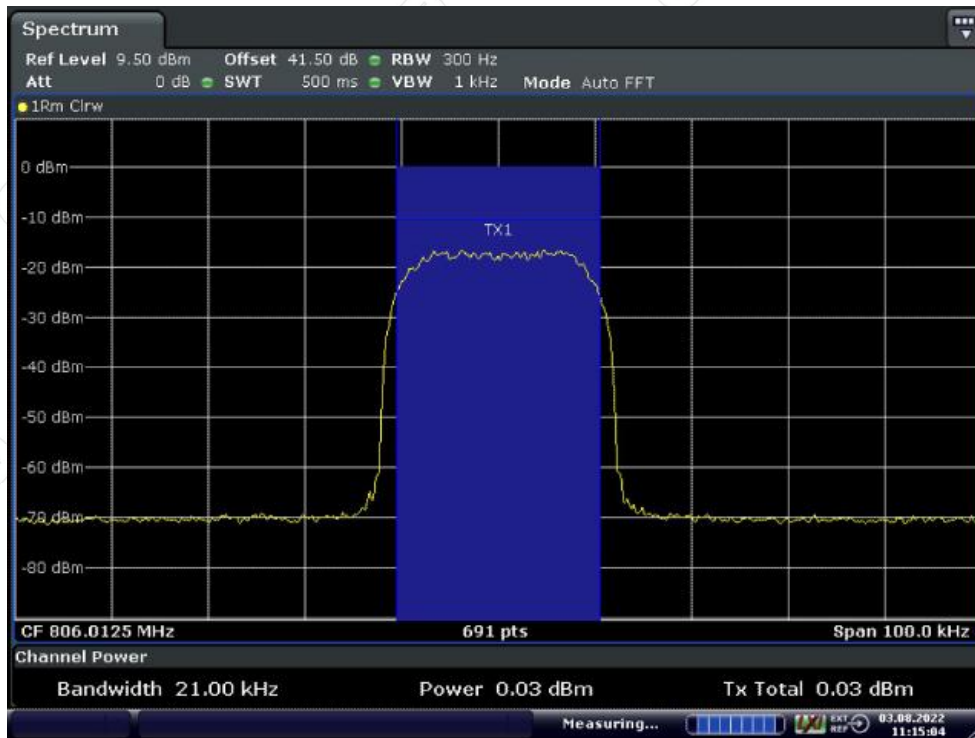 Spectrum
Ref Level 9.50 dBm Offset 41.50 dB RBW 300 Hz
Att 0 dB SWT 500 ms VBW 1 kHz Mode Auto FFT
1Rm Clrw
0 dBm
-10 dBm
TX1
-20 dBm
-30 dBm
-40 dBm
-50 dBm
-60 dBm
-70 dBm
-80 dBm
CF 806.0125 MHz 691 pts Span 100.0 kHz
Channel Power
Bandwidth 21.00 kHz Power 0.03 dBm Tx Total 0.03 dBm
Measuring... LXI EXT REF 03.08.2022
11:15:04